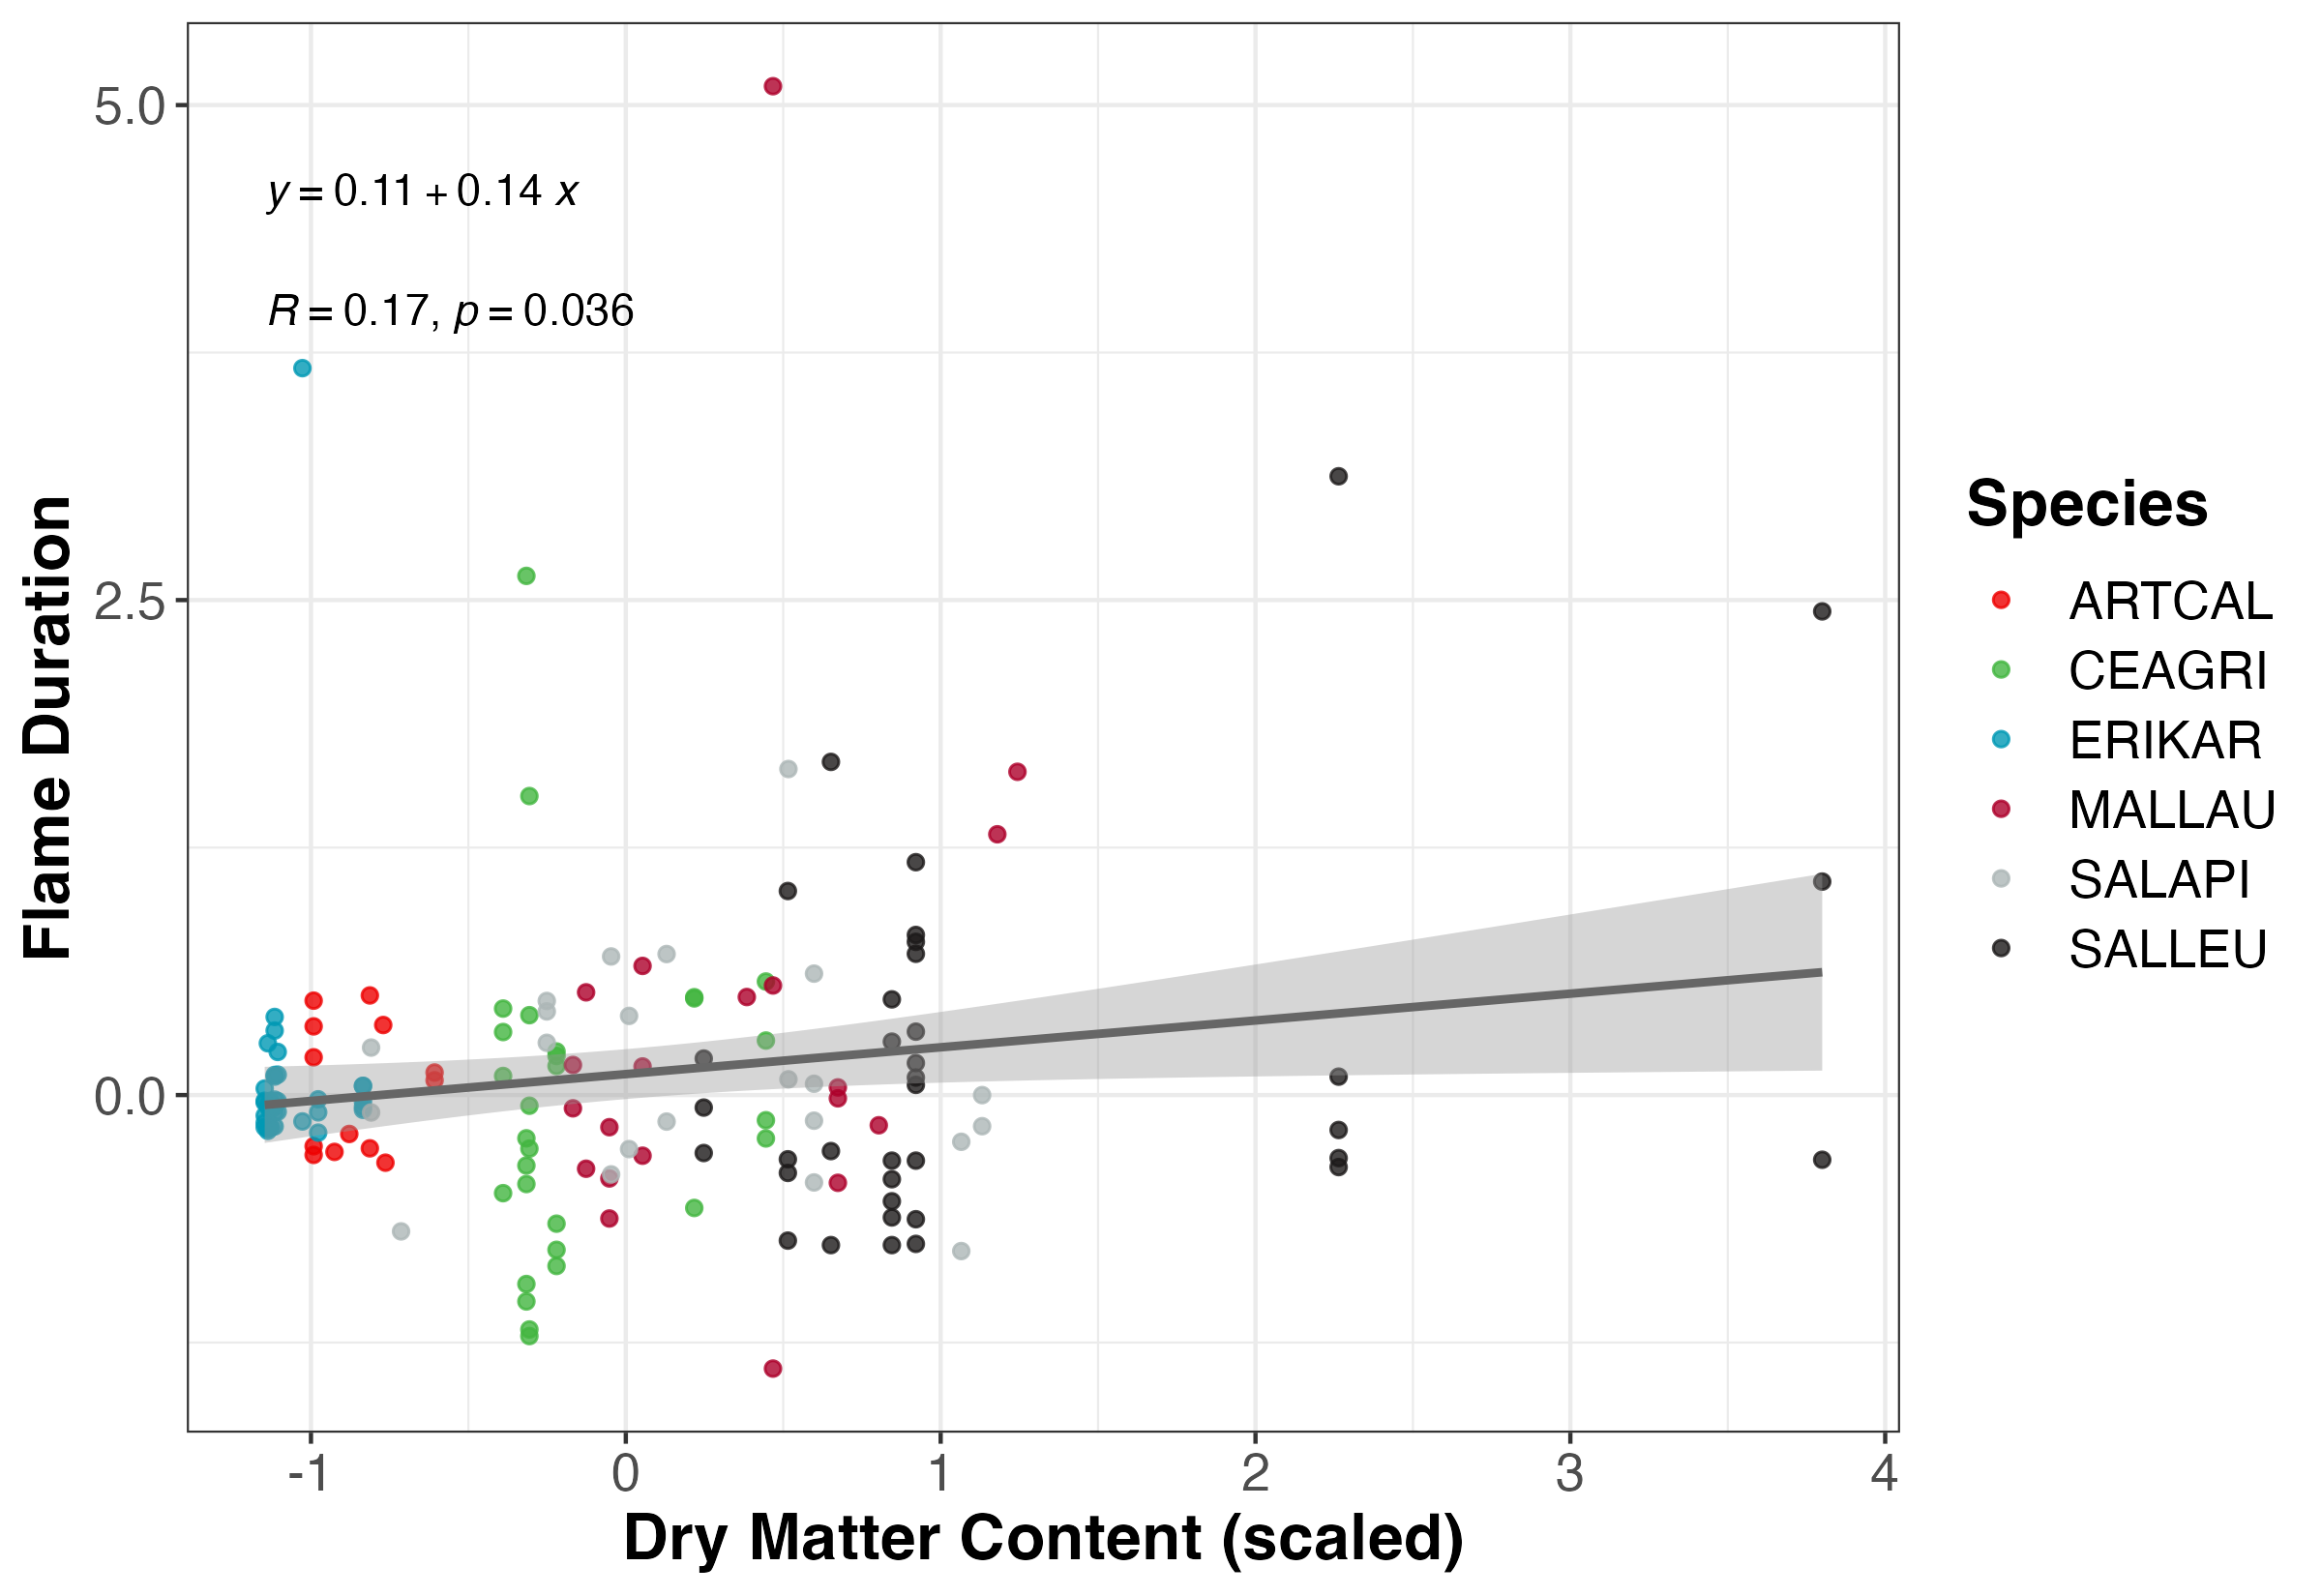 5.0
y = 0.11 + 0.14 x
R = 0.17, p = 0.036
2.5
0.0
Flame Duration
-1 0 1 2 3 4
Dry Matter Content (scaled)
Species
ARTCAL
CEAGRI
ERIKAR
MALLAU
SALAPI
SALLEU